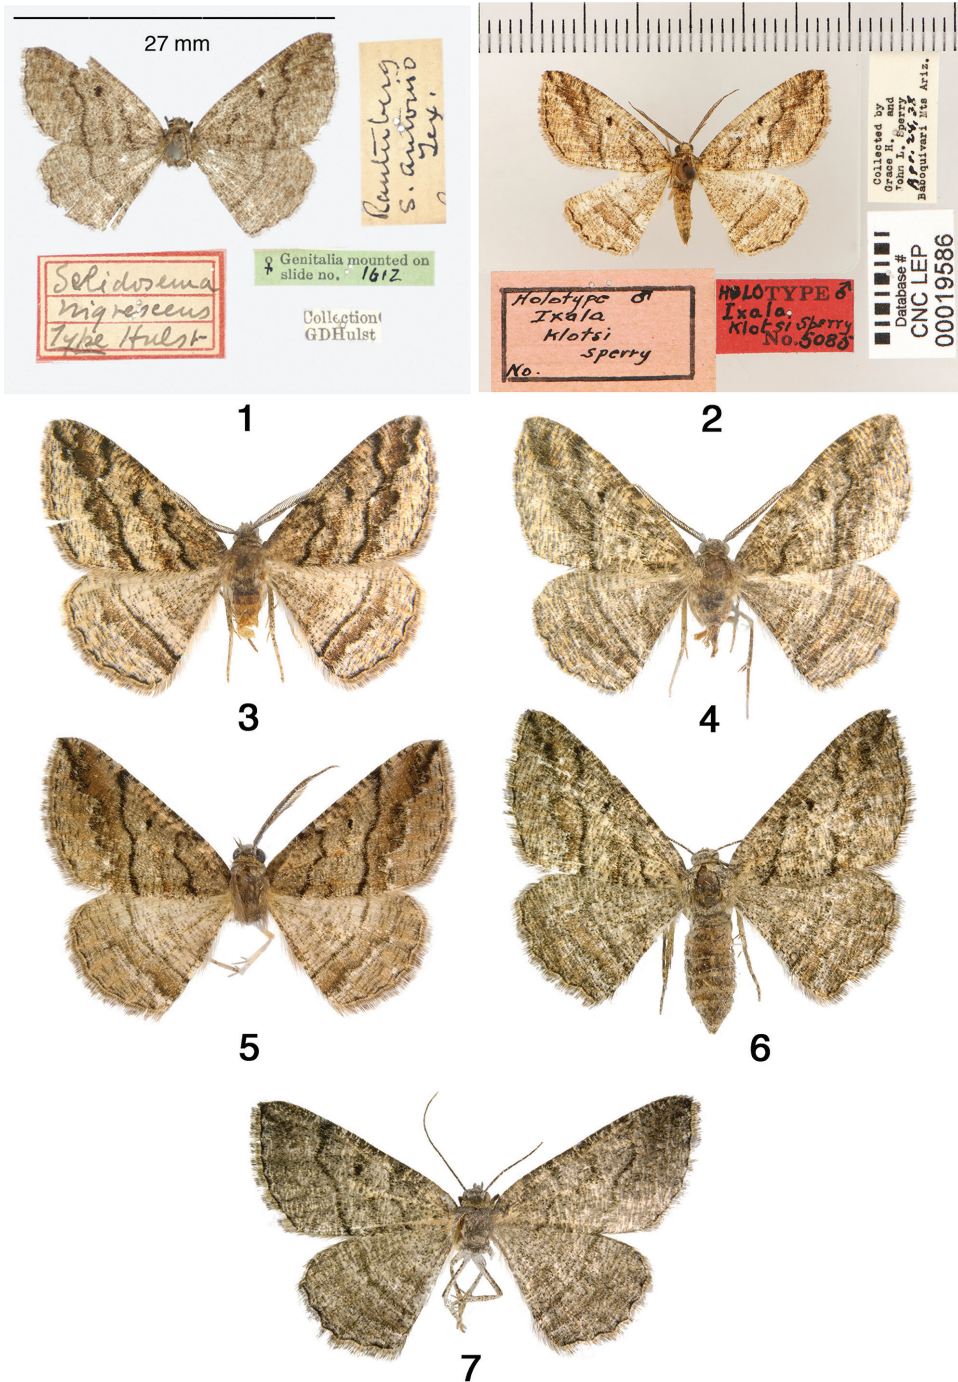 27 mm
Rauterberg
S. antonio
Tex.
Selidosema
nigrescens
Type Hulst
♀ Genitalia mounted on
slide no. 1612
Collection
GDHulst
1
Collected by
Grace H. and
John L. Sperry
Apr. 24, 38
Baboquivari Mts Ariz.
Holotype ♂
Ixala
klotsi
sperry
No.
HOLOTYPE ♂
Ixala
klotsi Sperry
No. 5085
Database #
CNC LEP
00019586
2
3
4
5
6
7